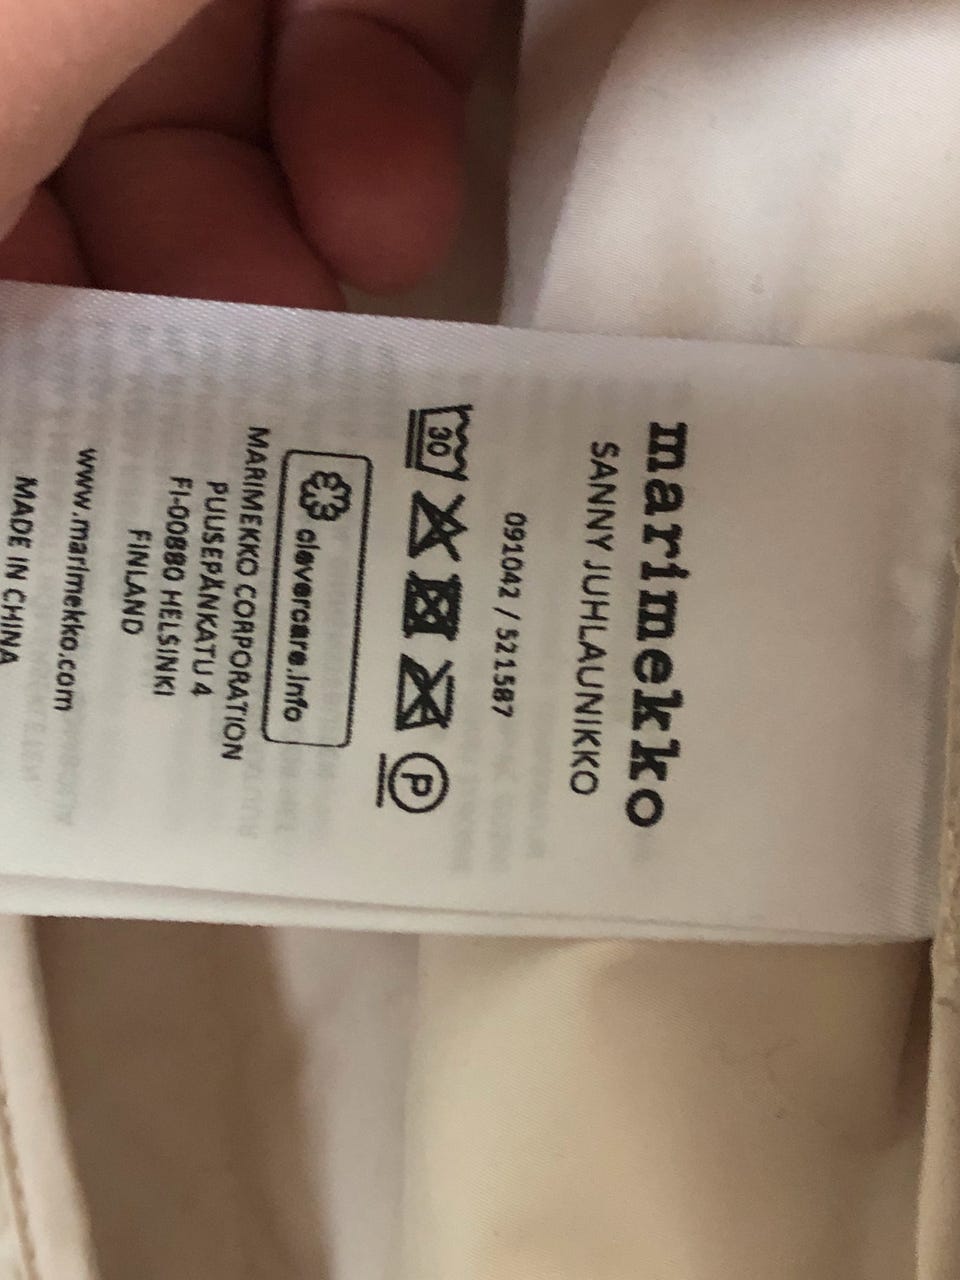 marimekko
SANNY JUHLAUNIKKO
091042 / 521587
30 P
clevercare.info
MARIMEKKO CORPORATION
PUUSEPÄNKATU 4
FI-00880 HELSINKI
FINLAND
www.marimekko.com
MADE IN CHINA